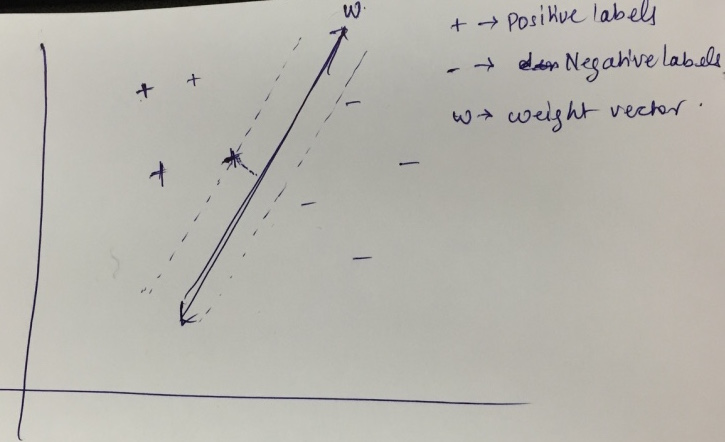 w.
+ → Positive labels
- → Negative labels
w → weight vector.